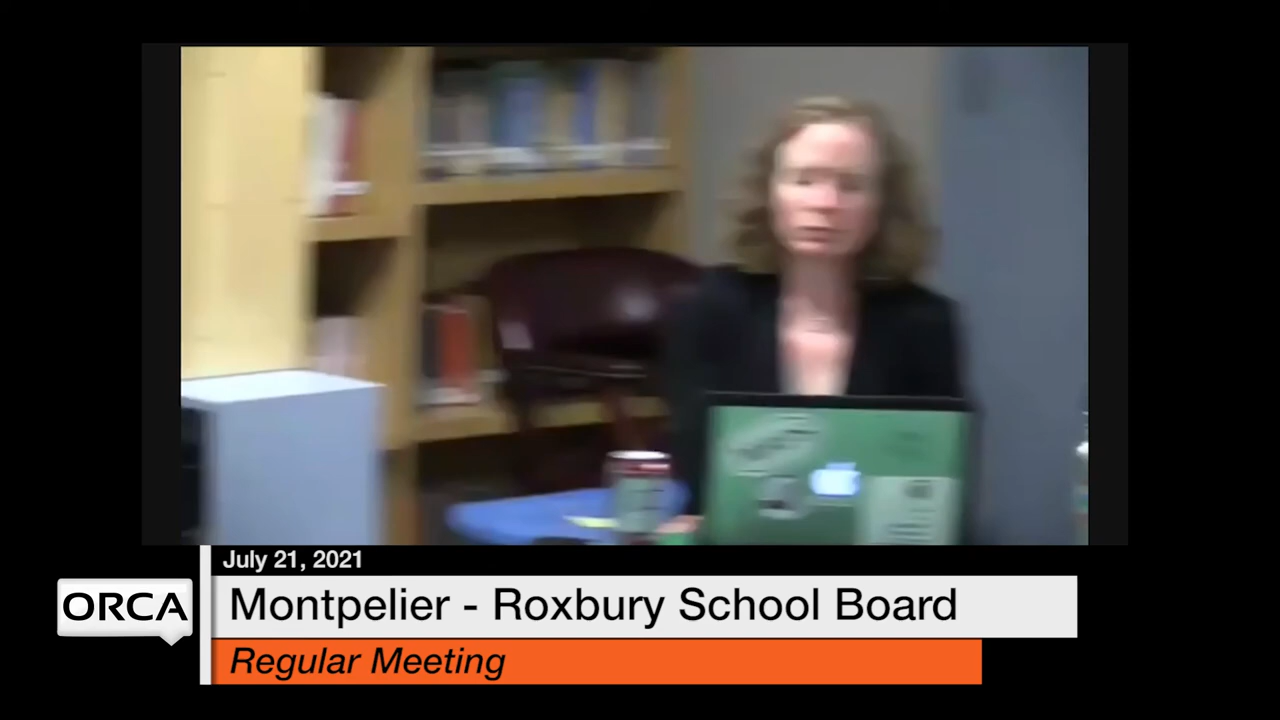 July 21, 2021
ORCA
Montpelier - Roxbury School Board
Regular Meeting